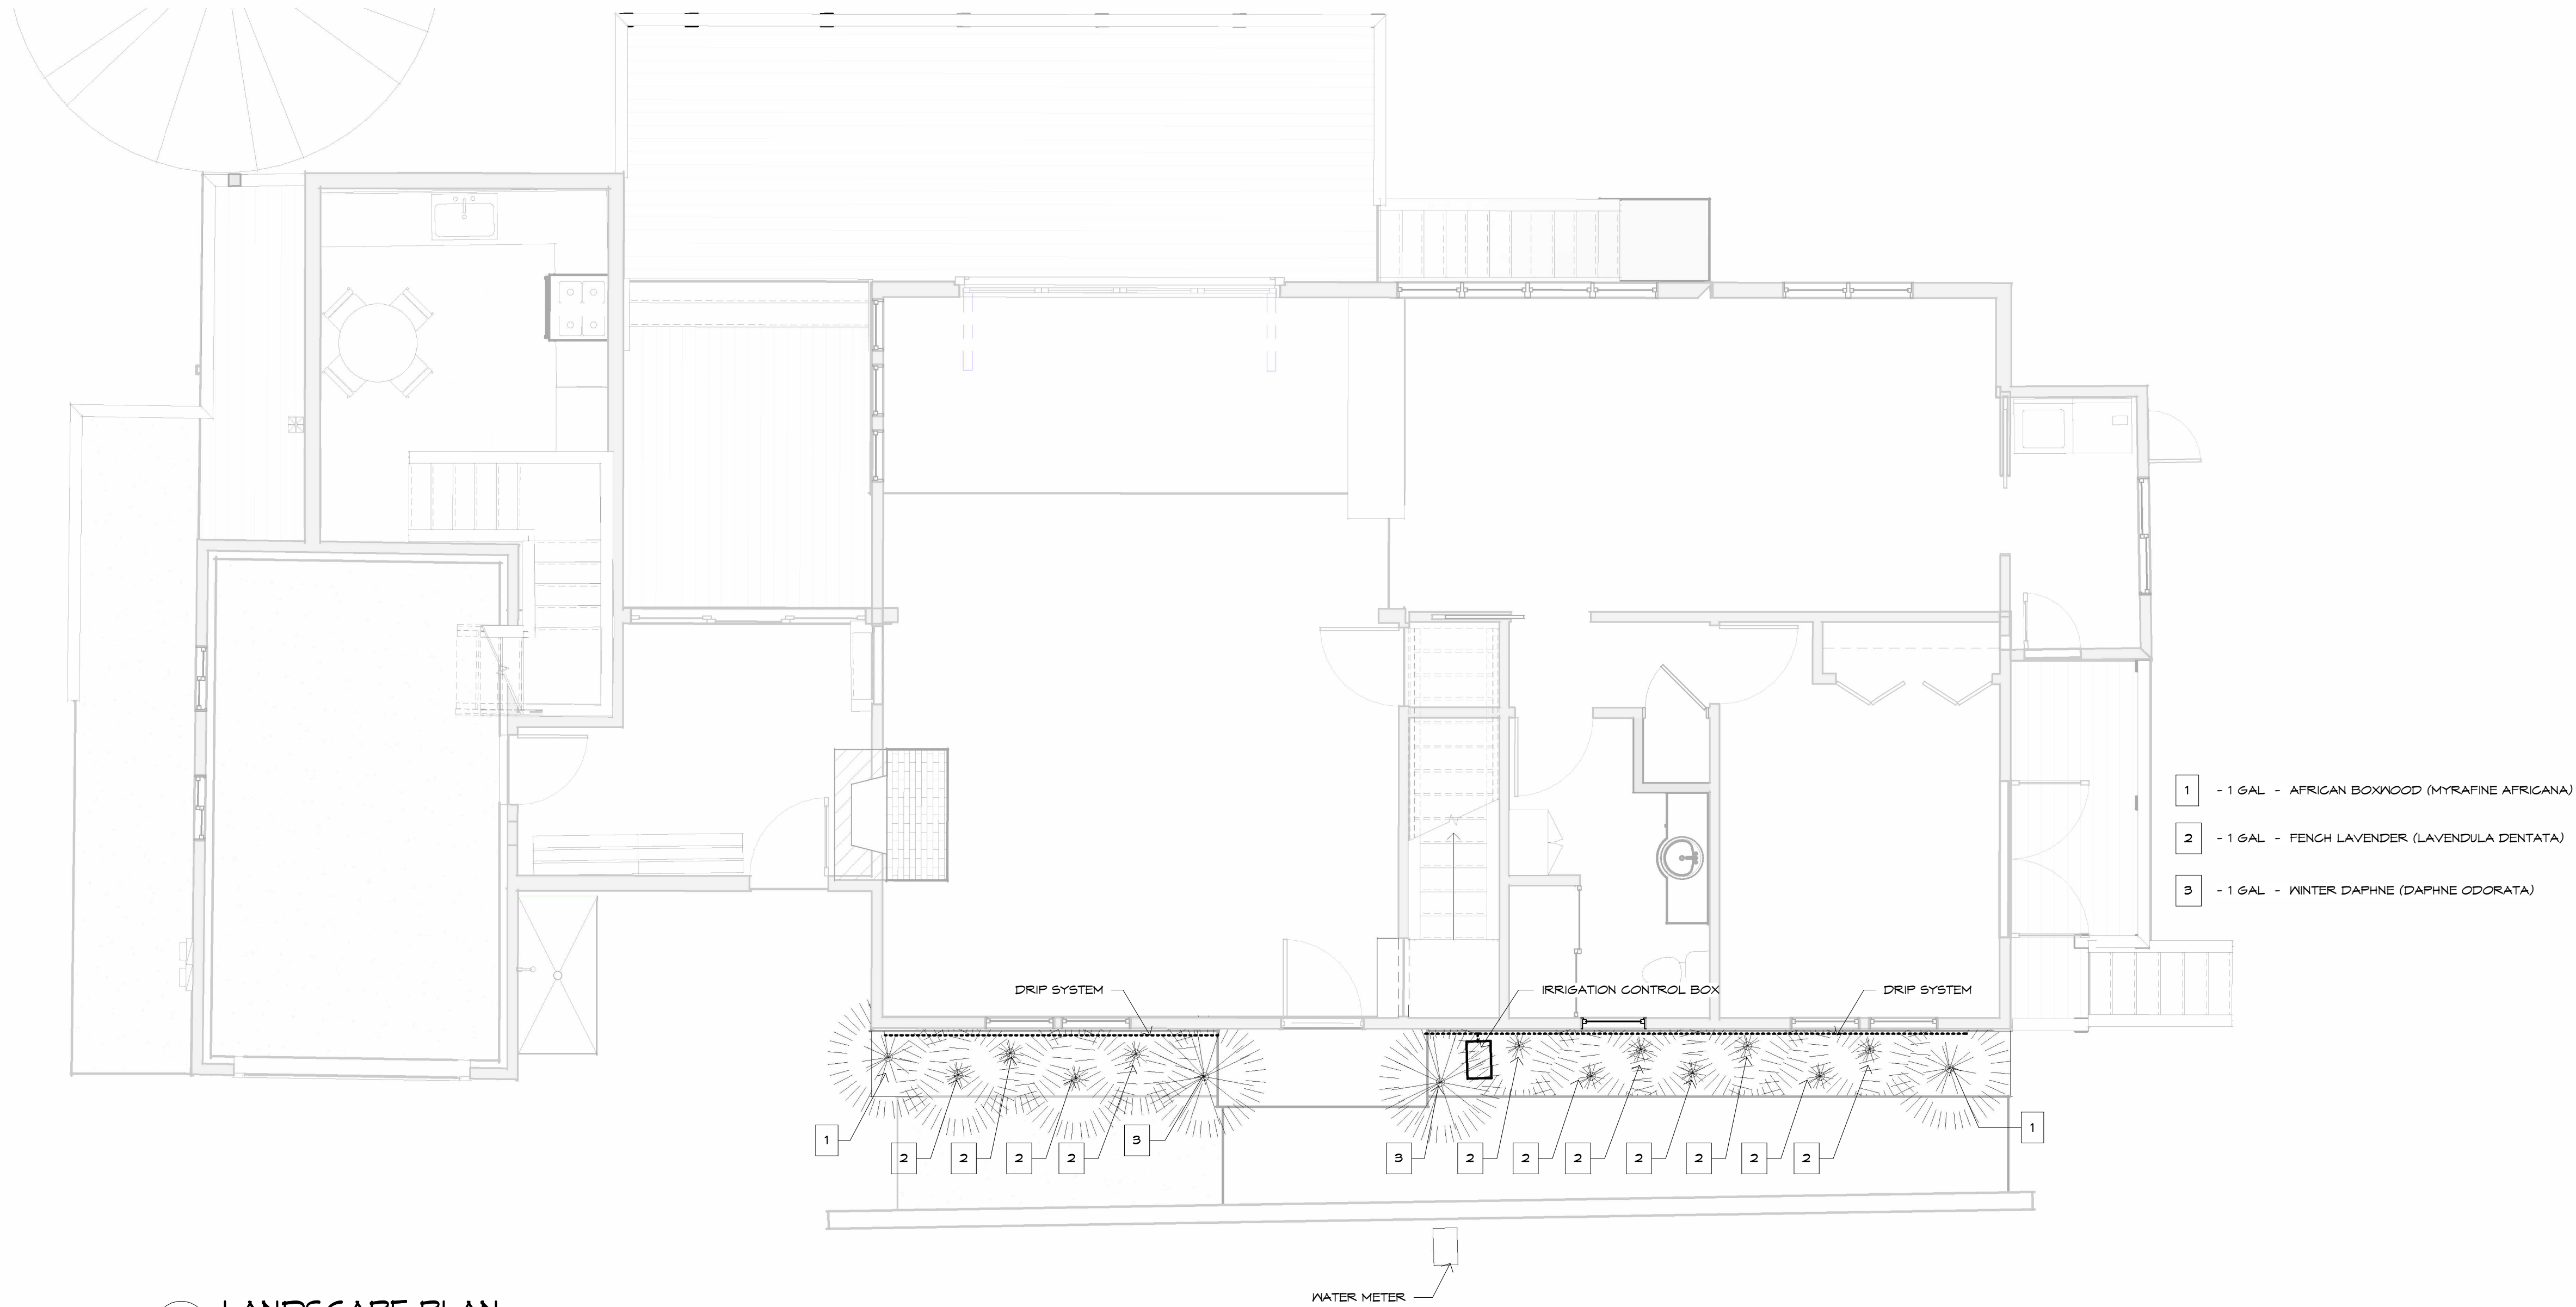 1 - 1 GAL - AFRICAN BOXWOOD (MYRAFINE AFRICANA)
2 - 1 GAL - FENCH LAVENDER (LAVENDULA DENTATA)
3 - 1 GAL - WINTER DAPHNE (DAPHNE ODORATA)
DRIP SYSTEM
IRRIGATION CONTROL BOX
DRIP SYSTEM
1
2
2
2
2
3
3
2
2
2
2
2
2
2
1
WATER METER
LANDSCAPE PLAN